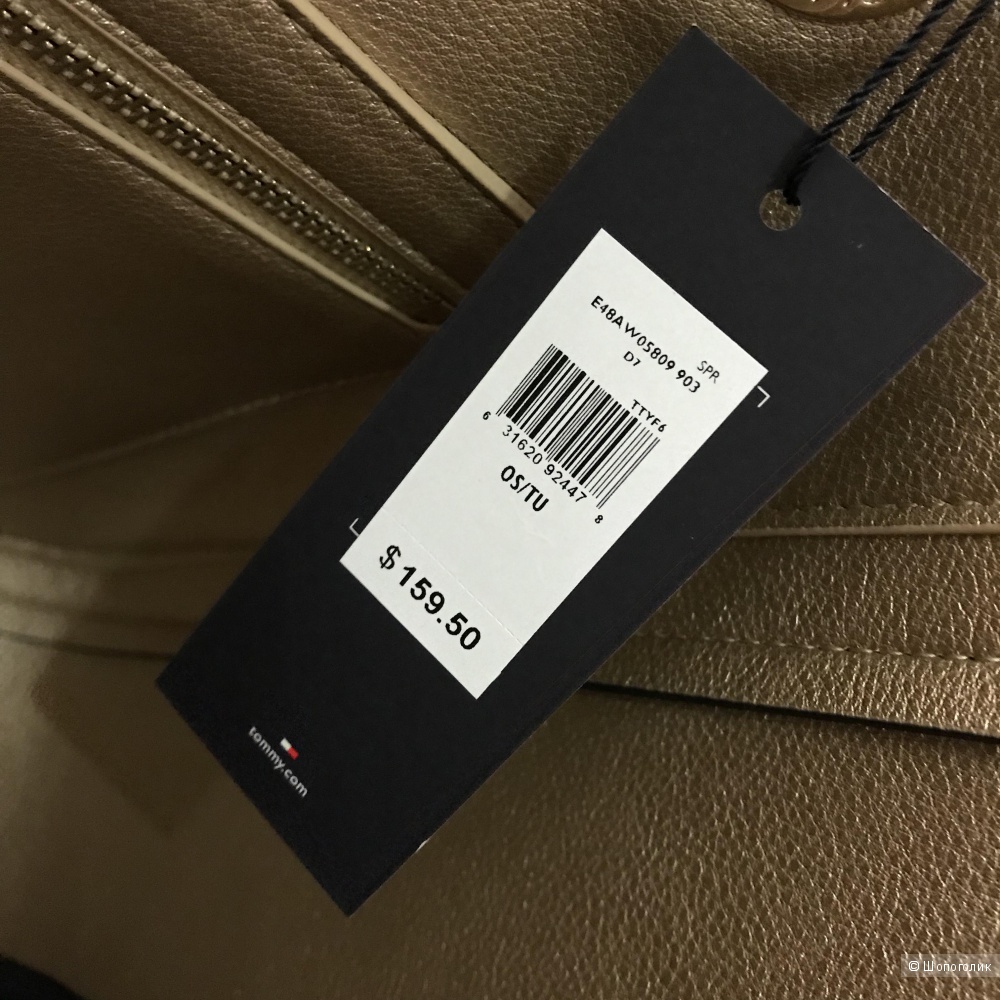 E48AW05809 903
D7
SPR
TTYF6
6 31620 92447 8
OS/TU
$159.50
tommy.com
© Шопоголик